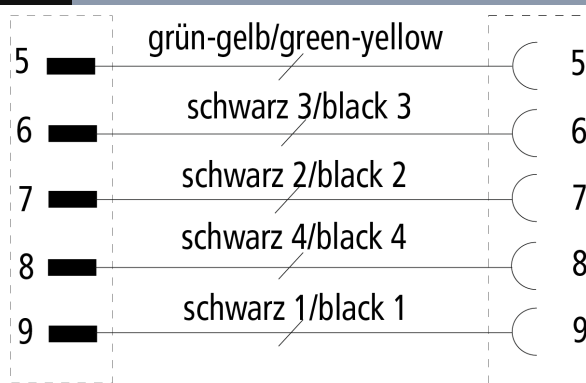 grün-gelb/green-yellow
5 5
schwarz 3/black 3
6 6
schwarz 2/black 2
7 7
schwarz 4/black 4
8 8
schwarz 1/black 1
9 9